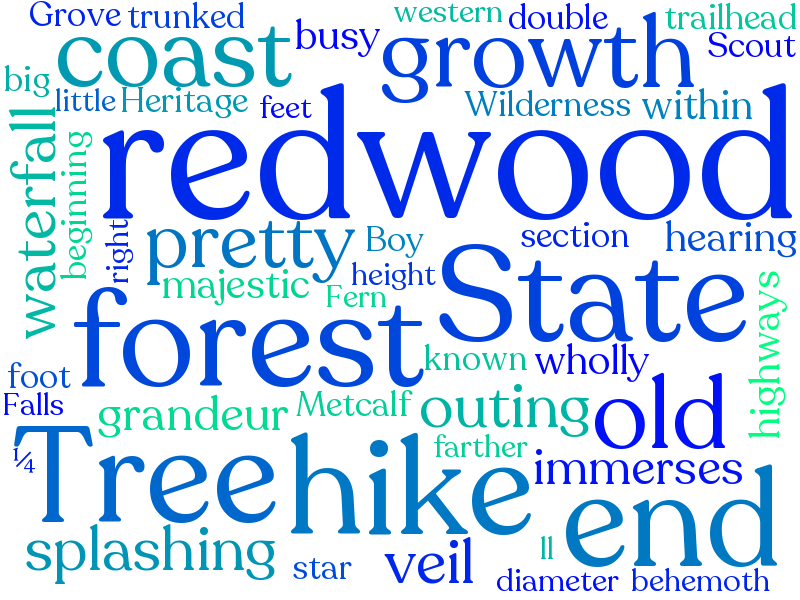 Grove trunked western double trailhead
coast busy growth Scout
big little Heritage feet Wilderness within
redwood
waterfall beginning right pretty Boy section hearing
majestic Fern height State
forest known wholly highways
foot Falls grandeur Metcalf outing old
¼ Tree hike farther immerses
splashing star veil ll end
diameter behemoth